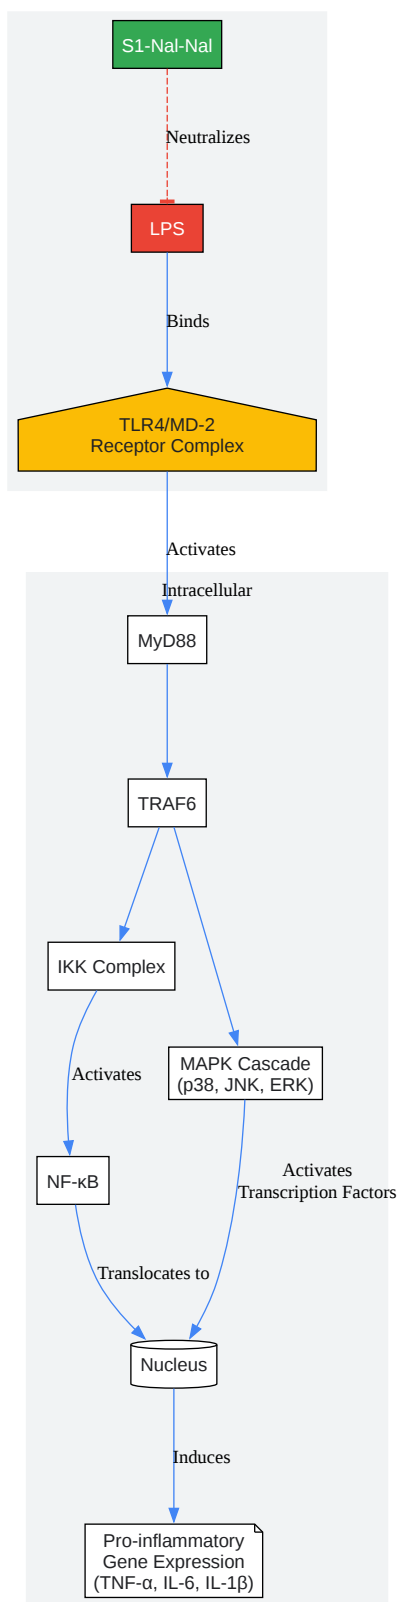 S1-Nal-Nal
Neutralizes
LPS
Binds
TLR4/MD-2
Receptor Complex
Activates
Intracellular
MyD88
TRAF6
IKK Complex
MAPK Cascade
(p38, JNK, ERK)
Activates
NF-κB
Activates
Transcription Factors
Translocates to
Nucleus
Induces
Pro-inflammatory
Gene Expression
(TNF-α, IL-6, IL-1β)